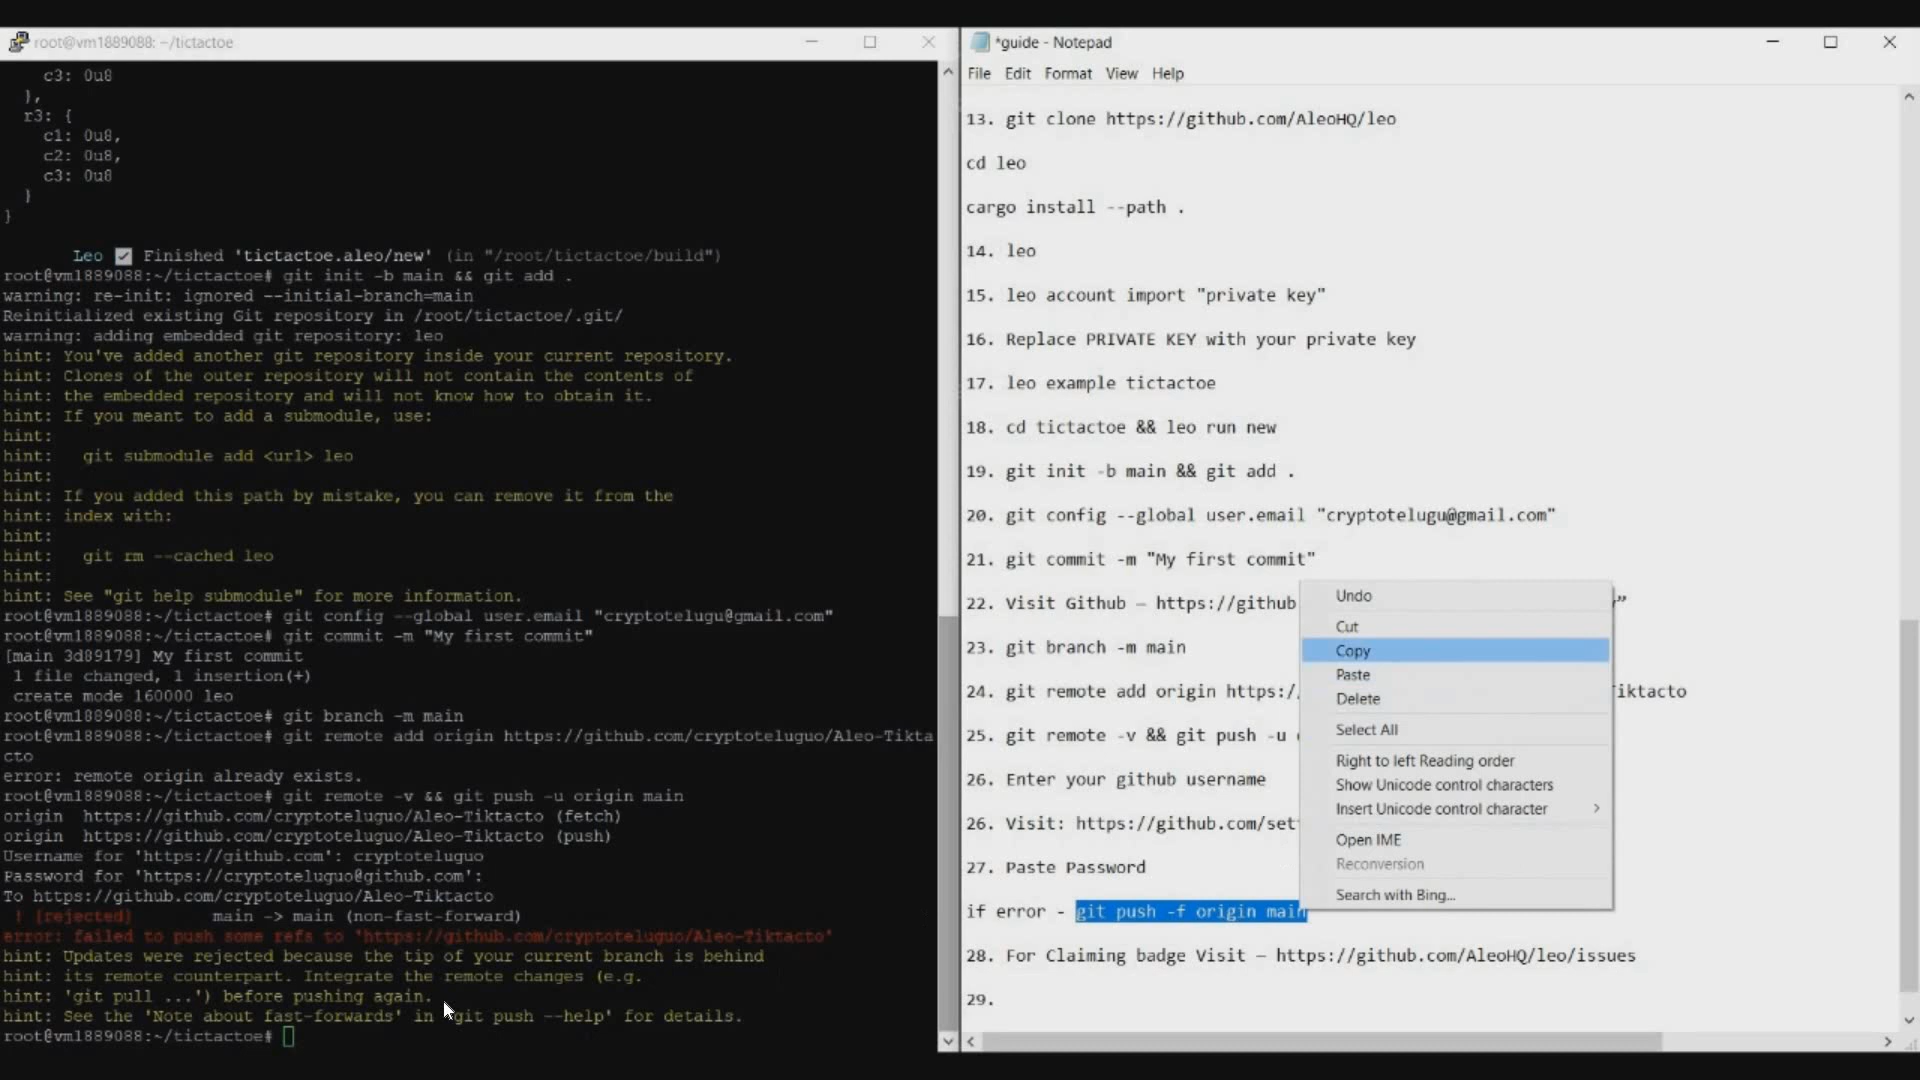 root@vm1889088: ~/tictactoe
c3: 0u8
},
r3: {
c1: 0u8,
c2: 0u8,
c3: 0u8
}
}
Leo ✓ Finished 'tictactoe.aleo/new' (in "/root/tictactoe/build")
root@vm1889088:~/tictactoe# git init -b main && git add .
warning: re-init: ignored --initial-branch=main
Reinitialized existing Git repository in /root/tictactoe/.git/
warning: adding embedded git repository: leo
hint: You've added another git repository inside your current repository.
hint: Clones of the outer repository will not contain the contents of
hint: the embedded repository and will not know how to obtain it.
hint: If you meant to add a submodule, use:
hint:
hint:   git submodule add <url> leo
hint:
hint: If you added this path by mistake, you can remove it from the
hint: index with:
hint:
hint:   git rm --cached leo
hint:
hint: See "git help submodule" for more information.
root@vm1889088:~/tictactoe# git config --global user.email "cryptotelugu@gmail.com"
root@vm1889088:~/tictactoe# git commit -m "My first commit"
[main 3d89179] My first commit
1 file changed, 1 insertion(+)
create mode 160000 leo
root@vm1889088:~/tictactoe# git branch -m main
root@vm1889088:~/tictactoe# git remote add origin https://github.com/cryptoteluguo/Aleo-Tikta
cto
error: remote origin already exists.
root@vm1889088:~/tictactoe# git remote -v && git push -u origin main
origin  https://github.com/cryptoteluguo/Aleo-Tiktacto (fetch)
origin  https://github.com/cryptoteluguo/Aleo-Tiktacto (push)
Username for 'https://github.com': cryptoteluguo
Password for 'https://cryptoteluguo@github.com':
To https://github.com/cryptoteluguo/Aleo-Tiktacto
! [rejected]        main -> main (non-fast-forward)
error: failed to push some refs to 'https://github.com/cryptoteluguo/Aleo-Tiktacto'
hint: Updates were rejected because the tip of your current branch is behind
hint: its remote counterpart. Integrate the remote changes (e.g.
hint: 'git pull ...') before pushing again.
hint: See the 'Note about fast-forwards' in 'git push --help' for details.
root@vm1889088:~/tictactoe#
*guide - Notepad
File Edit Format View Help
13. git clone https://github.com/AleoHQ/leo
cd leo
cargo install --path .
14. leo
15. leo account import "private key"
16. Replace PRIVATE KEY with your private key
17. leo example tictactoe
18. cd tictactoe && leo run new
19. git init -b main && git add .
20. git config --global user.email "cryptotelugu@gmail.com"
21. git commit -m "My first commit"
22. Visit Github – https://github
23. git branch -m main
24. git remote add origin https:/ iktacto
25. git remote -v && git push -u
26. Enter your github username
26. Visit: https://github.com/set
27. Paste Password
if error - git push -f origin main
28. For Claiming badge Visit – https://github.com/AleoHQ/leo/issues
29.
Undo
Cut
Copy
Paste
Delete
Select All
Right to left Reading order
Show Unicode control characters
Insert Unicode control character
Open IME
Reconversion
Search with Bing...